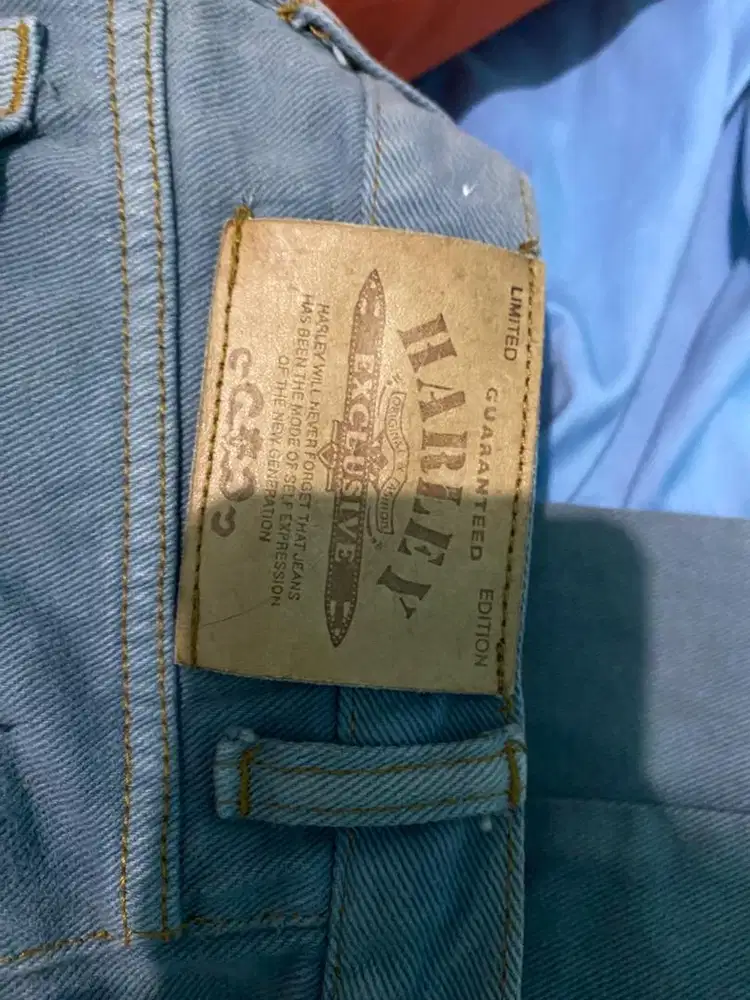 LIMITED GUARANTEED EDITION
HARLEY
ORIGINAL
EXCLUSIVE
HARLEY WILL NEVER FORGET THAT JEANS
HAS BEEN THE MODE OF SELF EXPRESSION
OF THE NEW GENERATION